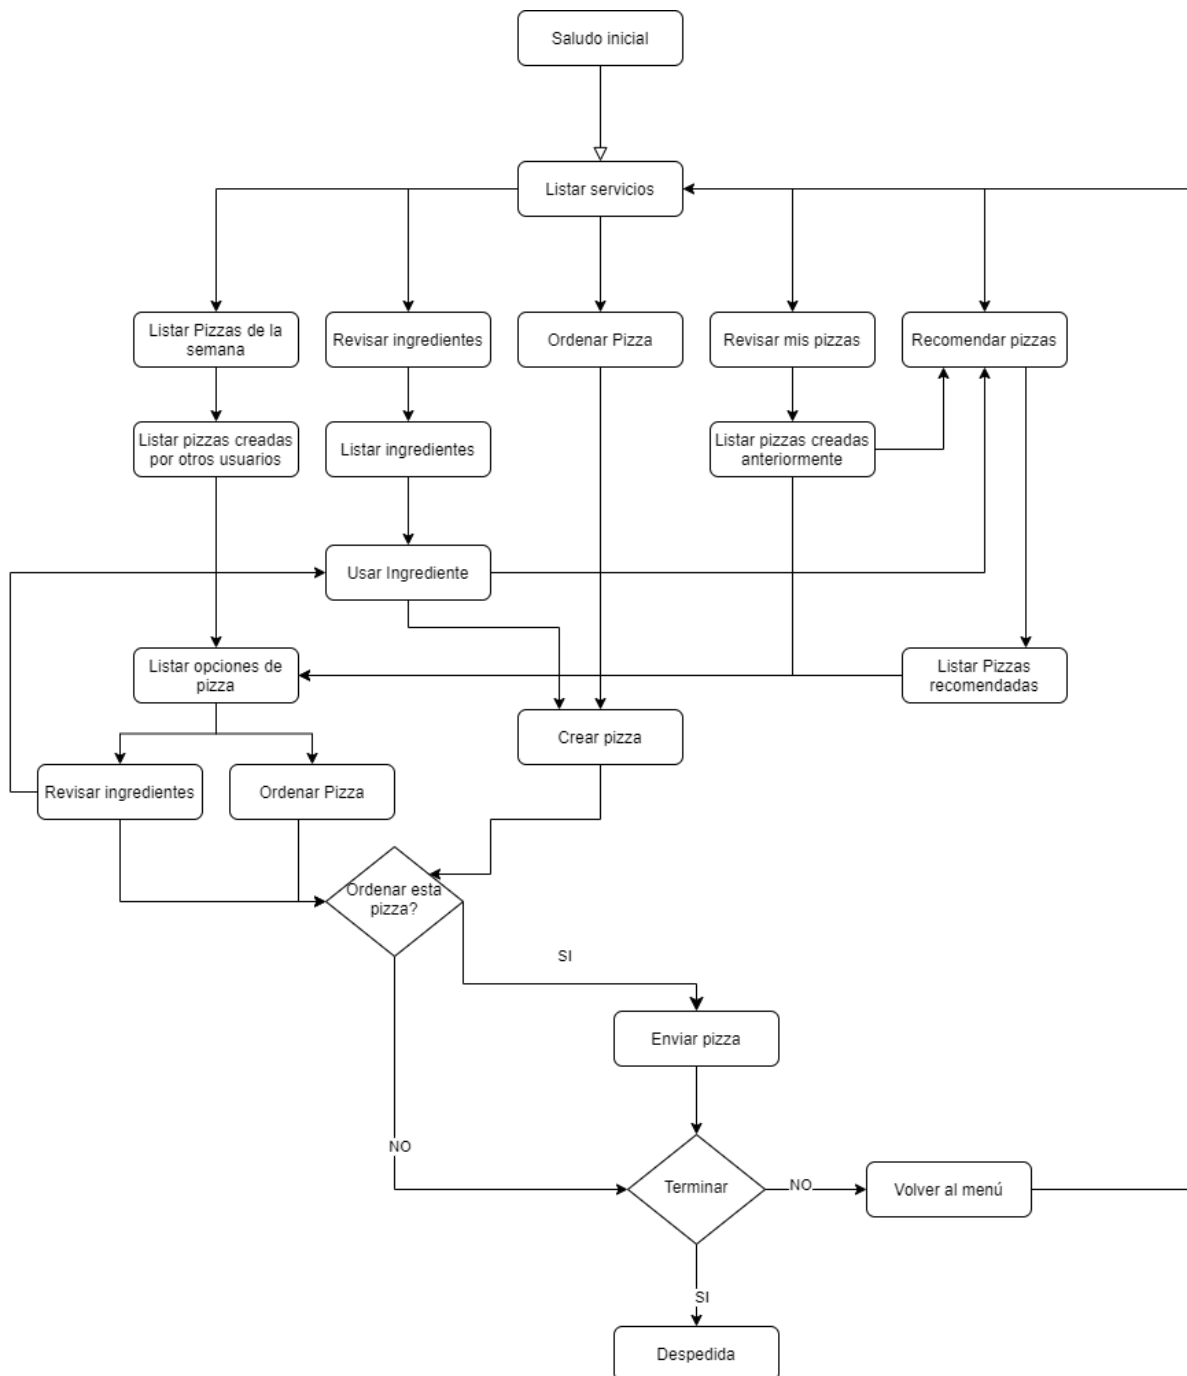 Saludo inicial
Listar servicios
Listar Pizzas de la
semana
Revisar ingredientes
Ordenar Pizza
Revisar mis pizzas
Recomendar pizzas
Listar pizzas creadas
por otros usuarios
Listar ingredientes
Listar pizzas creadas
anteriormente
Usar Ingrediente
Listar opciones de
pizza
Listar Pizzas
recomendadas
Crear pizza
Revisar ingredientes
Ordenar Pizza
Ordenar esta
pizza?
SI
Enviar pizza
NO
Terminar
NO
Volver al menú
SI
Despedida